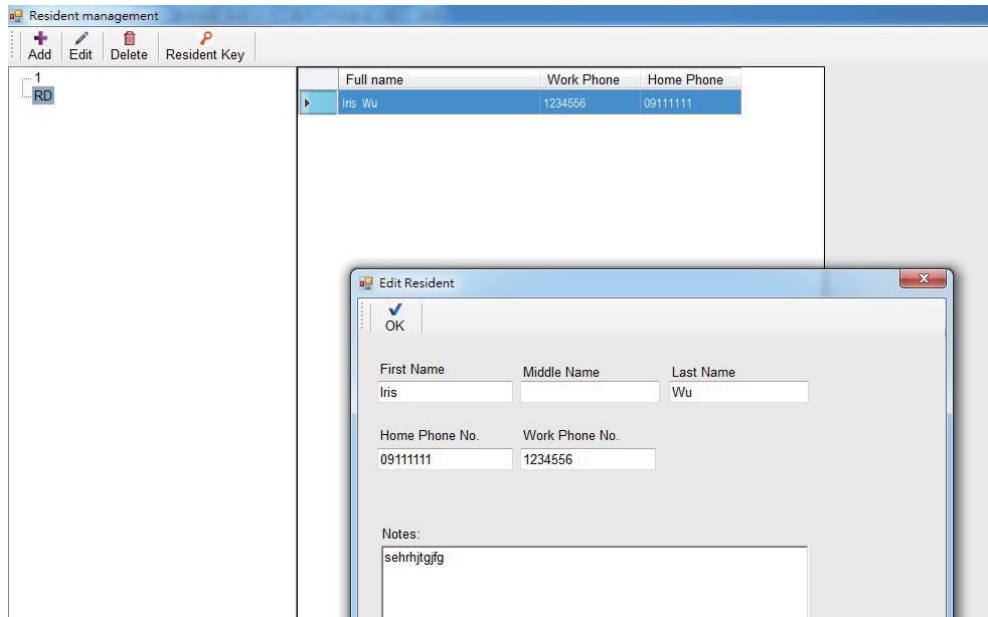 Resident management
Add Edit Delete Resident Key
1
RD
Full name Work Phone Home Phone
Iris Wu 1234556 09111111
Edit Resident
OK
First Name Middle Name Last Name
Iris Wu
Home Phone No. Work Phone No.
09111111 1234556
Notes:
sehrhjtgjfg